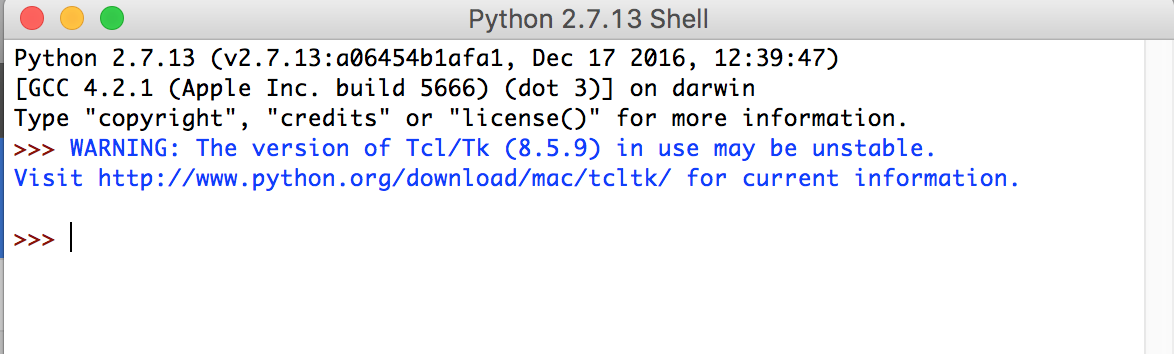 Python 2.7.13 Shell
Python 2.7.13 (v2.7.13:a06454b1afa1, Dec 17 2016, 12:39:47)
[GCC 4.2.1 (Apple Inc. build 5666) (dot 3)] on darwin
Type "copyright", "credits" or "license()" for more information.
>>> WARNING: The version of Tcl/Tk (8.5.9) in use may be unstable.
Visit http://www.python.org/download/mac/tcltk/ for current information.
>>>